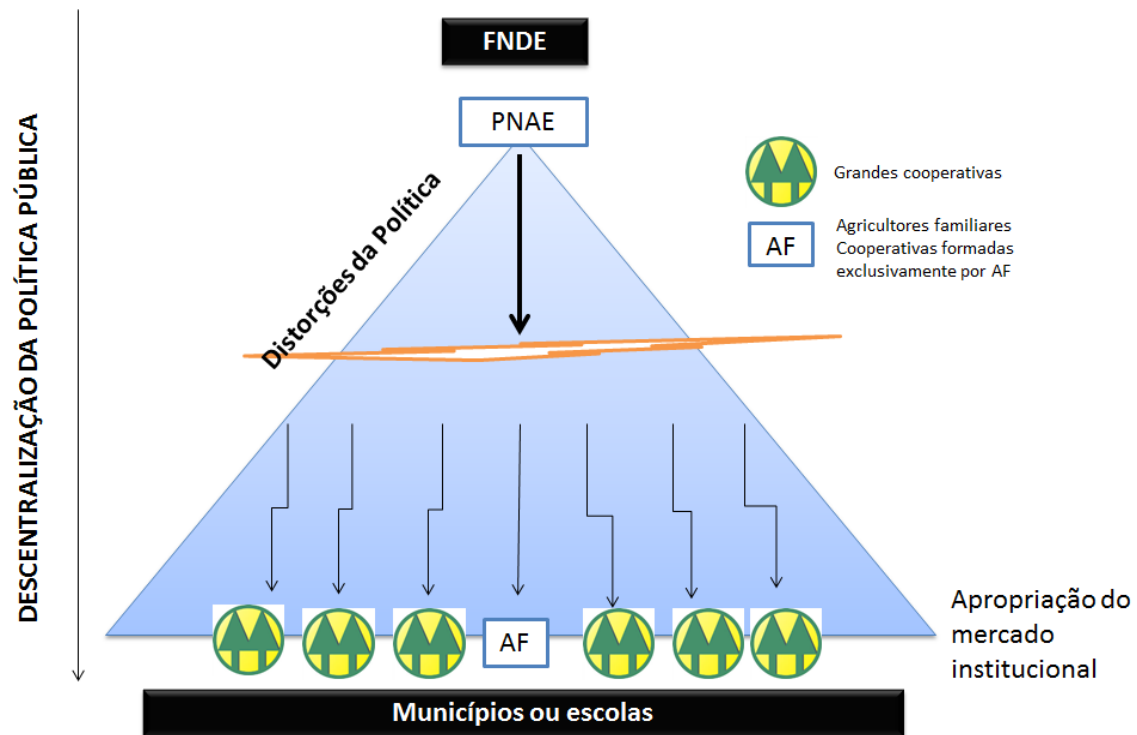 FNDE
PNAE
DESCENTRALIZAÇÃO DA POLÍTICA PÚBLICA
Distorções da Política
Grandes cooperativas
AF
Agricultores familiares
Cooperativas formadas
exclusivamente por AF
AF
Apropriação do
mercado
institucional
Municípios ou escolas